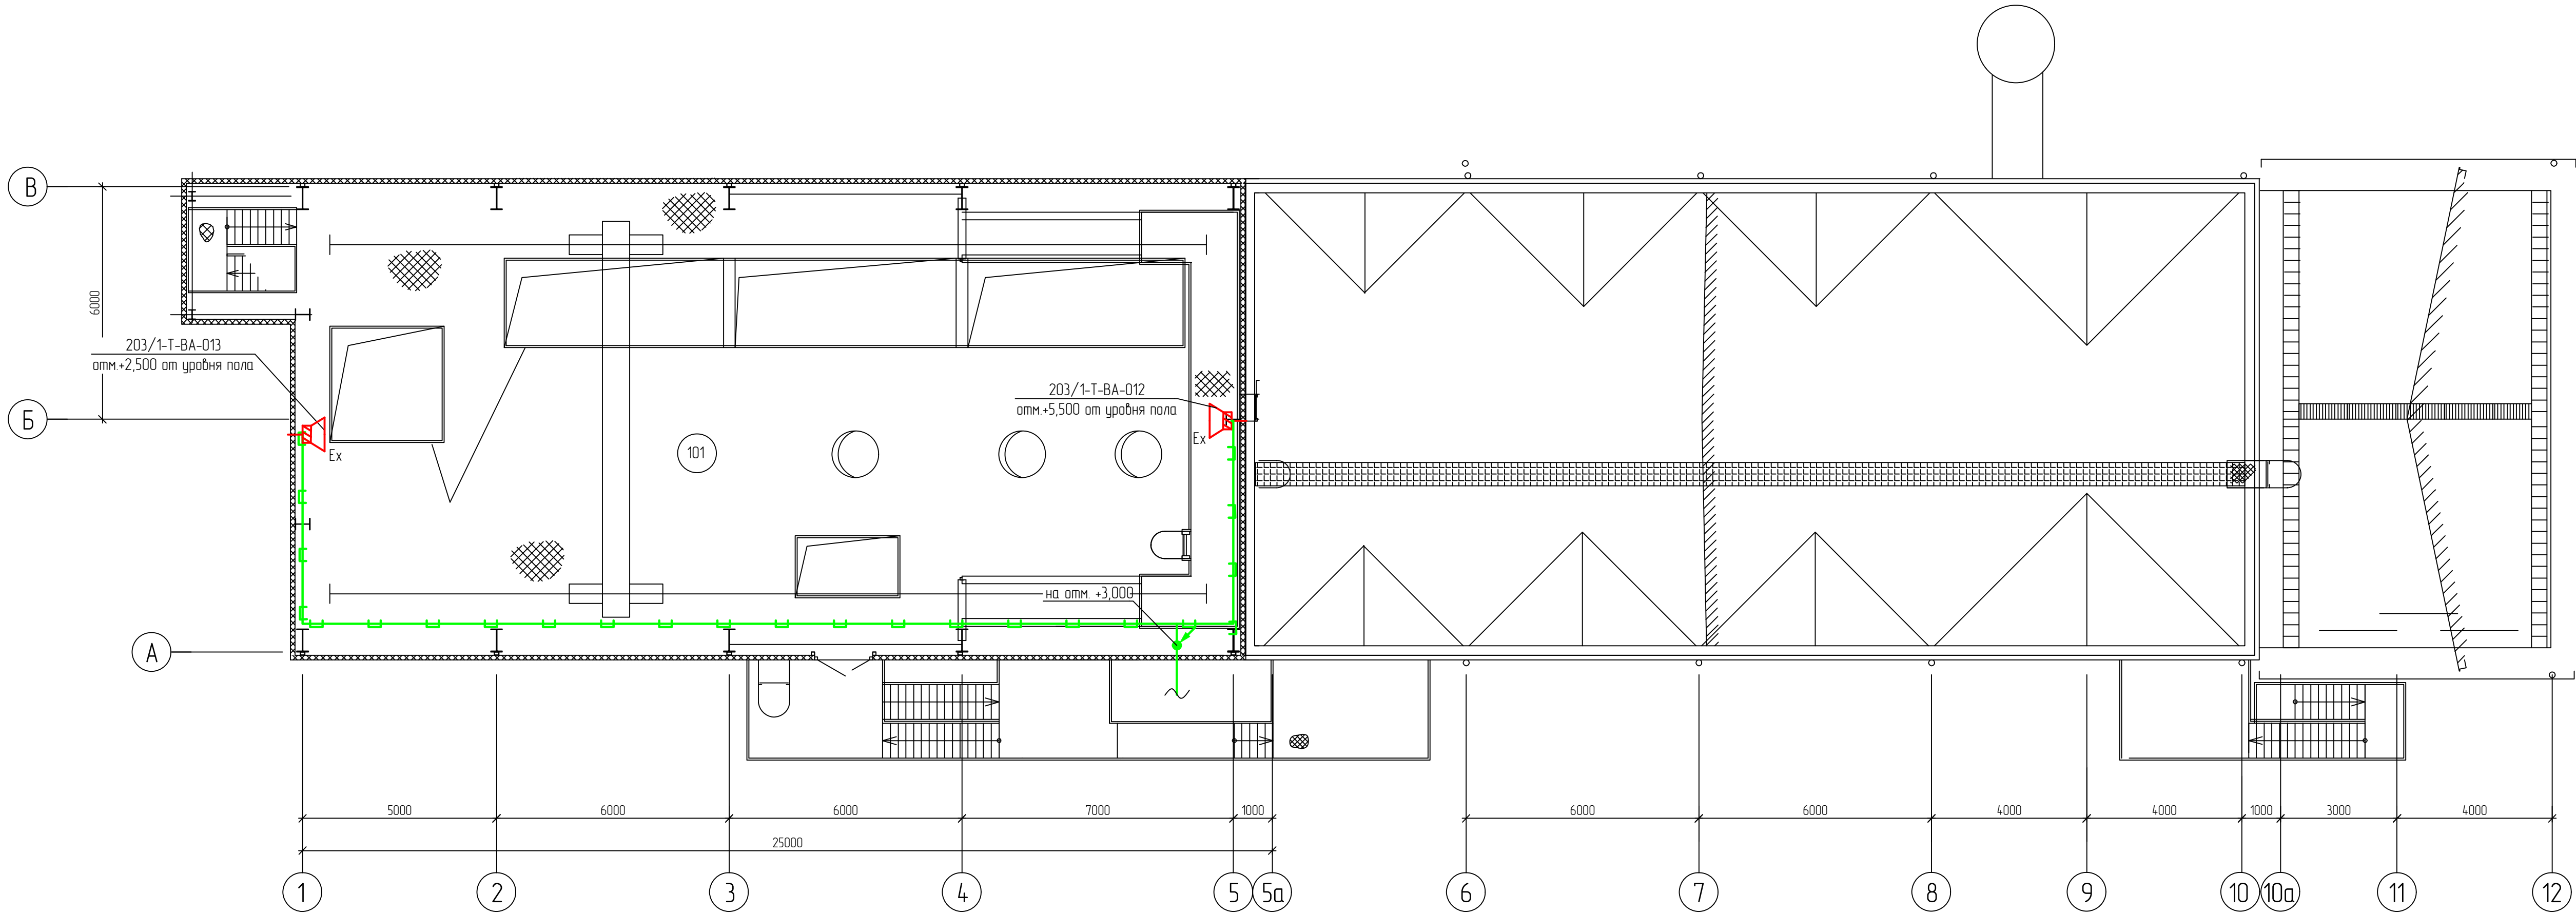 В
6000
203/1-Т-ВА-013
отм.+2,500 от уровня пола
203/1-Т-ВА-012
отм.+5,500 от уровня пола
Б
Ex
Ex
101
на отм. +3,000
А
5000 6000 6000 7000 1000 6000 6000 4000 4000 1000 3000 4000
25000
1 2 3 4 5 5а 6 7 8 9 10 10а 11 12